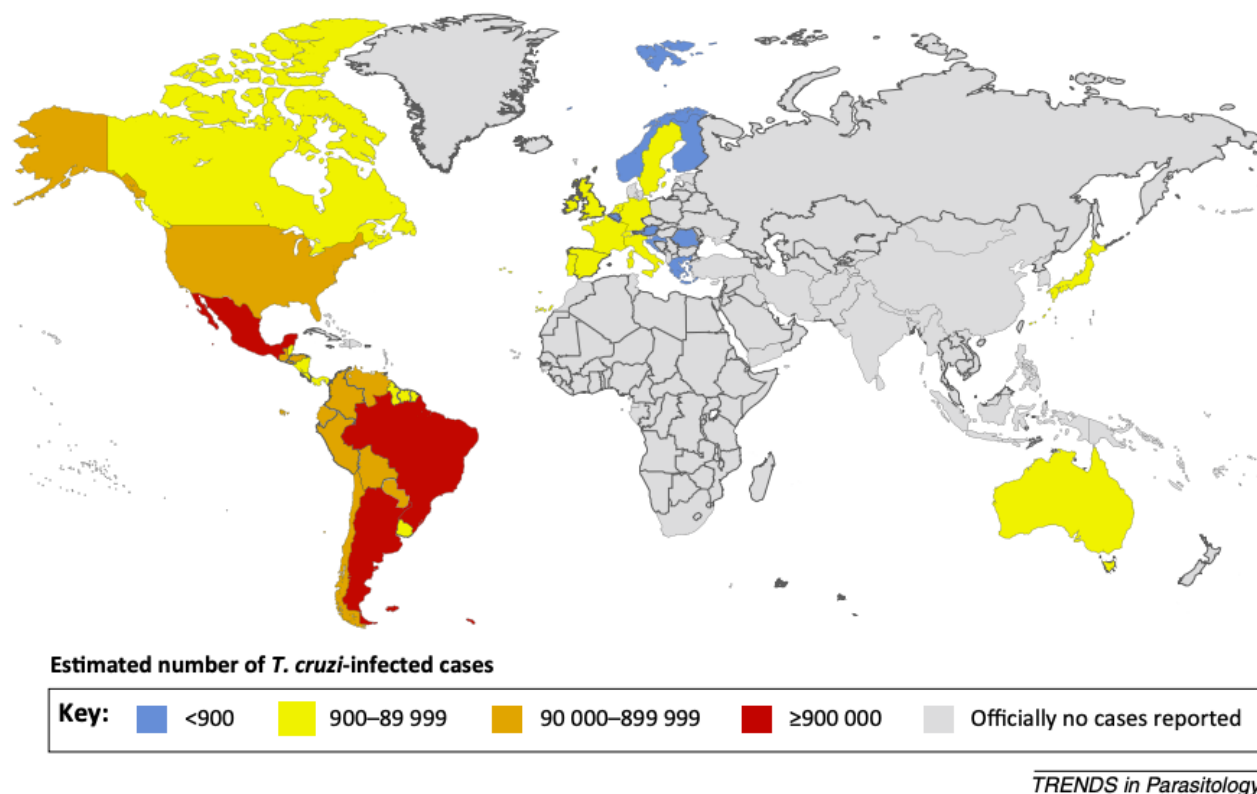 Estimated number of T. cruzi-infected cases
Key: <900 900–89 999 90 000–899 999 ≥900 000 Officially no cases reported
TRENDS in Parasitology